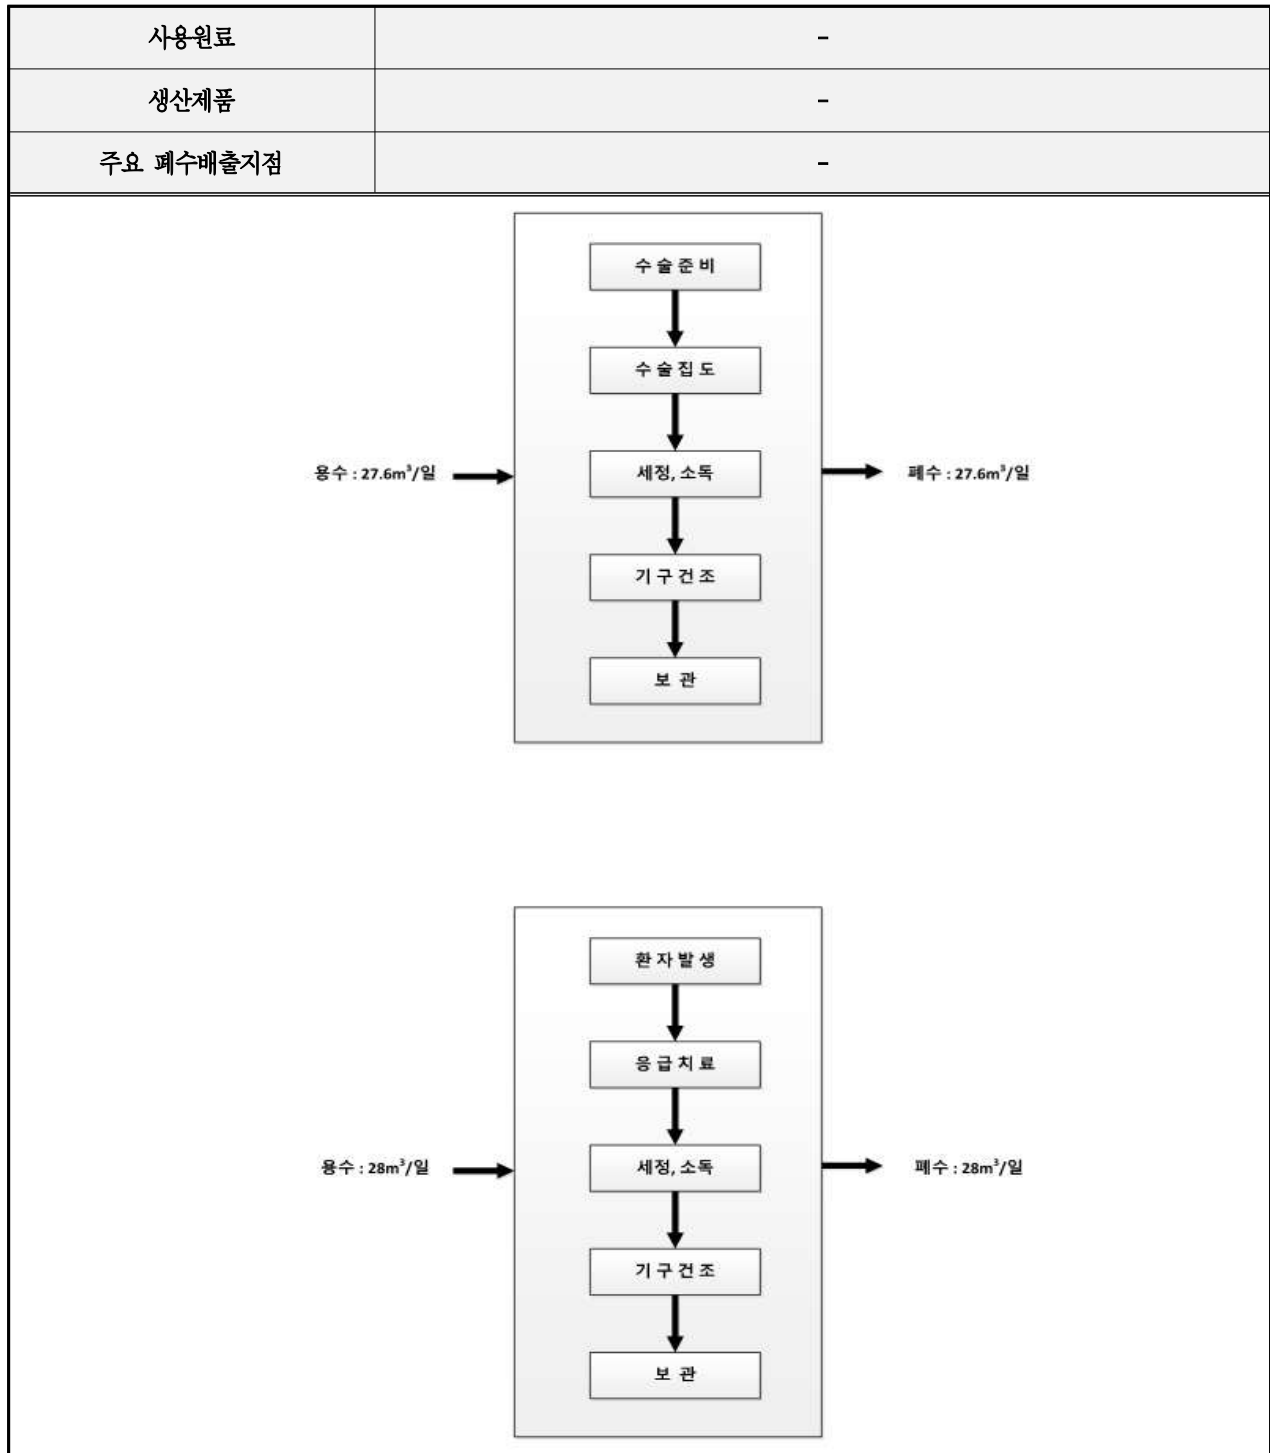 사용원료 -
생산제품 -
주요 폐수배출지점 -
수술준비
수술집도
용수 : 27.6m³/일 세정, 소독 폐수 : 27.6m³/일
기구건조
보 관
환자발생
응급치료
용수 : 28m³/일 세정, 소독 폐수 : 28m³/일
기구건조
보 관